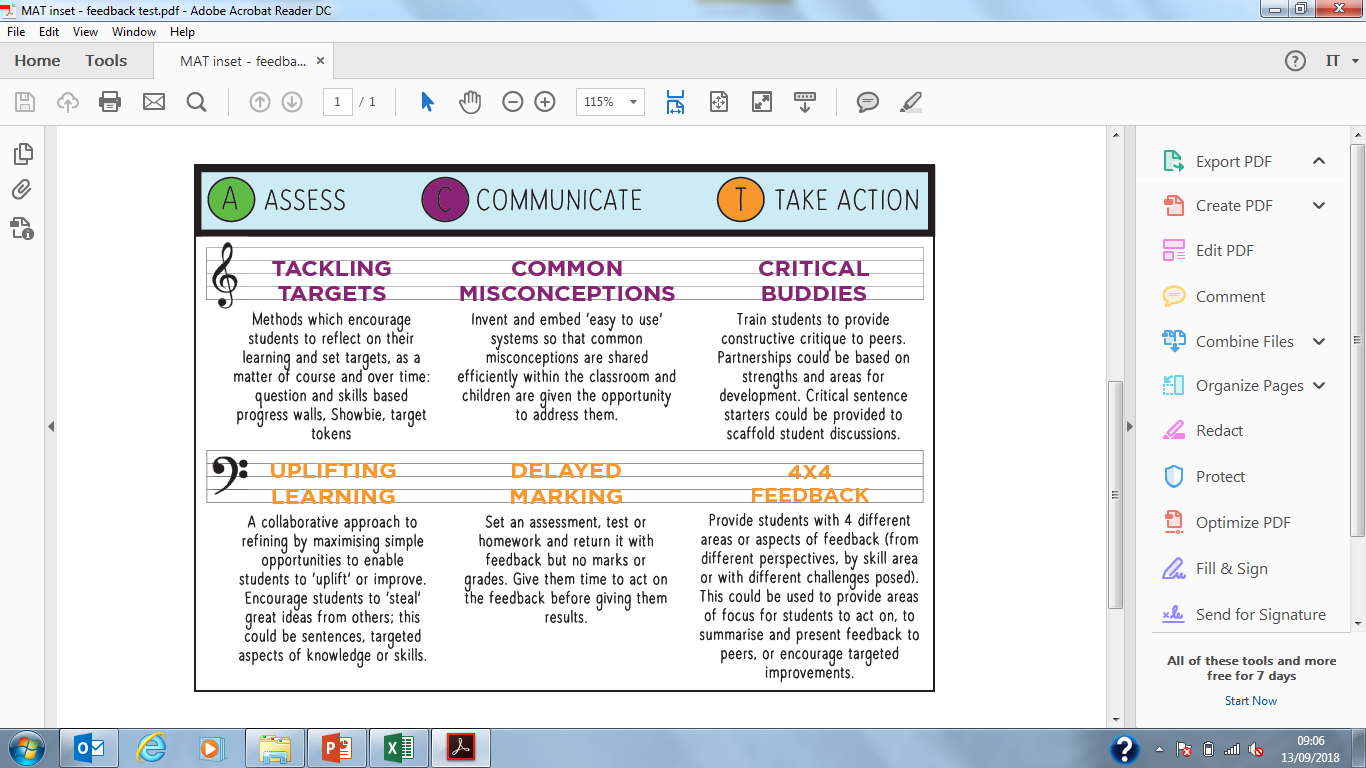 MAT inset - feedback test.pdf - Adobe Acrobat Reader DC
File Edit View Window Help
Home Tools MAT inset - feedba... × ? IT
1 / 1 115%
A ASSESS C COMMUNICATE T TAKE ACTION
TACKLING
TARGETS
Methods which encourage
students to reflect on their
learning and set targets, as a
matter of course and over time:
question and skills based
progress walls, Showbie, target
tokens
COMMON
MISCONCEPTIONS
Invent and embed 'easy to use'
systems so that common
misconceptions are shared
efficiently within the classroom and
children are given the opportunity
to address them.
CRITICAL
BUDDIES
Train students to provide
constructive critique to peers.
Partnerships could be based on
strengths and areas for
development. Critical sentence
starters could be provided to
scaffold student discussions.
UPLIFTING
LEARNING
A collaborative approach to
refining by maximising simple
opportunities to enable
students to 'uplift' or improve.
Encourage students to 'steal'
great ideas from others; this
could be sentences, targeted
aspects of knowledge or skills.
DELAYED
MARKING
Set an assessment, test or
homework and return it with
feedback but no marks or
grades. Give them time to act on
the feedback before giving them
results.
4X4
FEEDBACK
Provide students with 4 different
areas or aspects of feedback (from
different perspectives, by skill area
or with different challenges posed).
This could be used to provide areas
of focus for students to act on, to
summarise and present feedback to
peers, or encourage targeted
improvements.
Export PDF
Create PDF
Edit PDF
Comment
Combine Files
Organize Pages
Redact
Protect
Optimize PDF
Fill & Sign
Send for Signature
All of these tools and more
free for 7 days
Start Now
09:06
13/09/2018